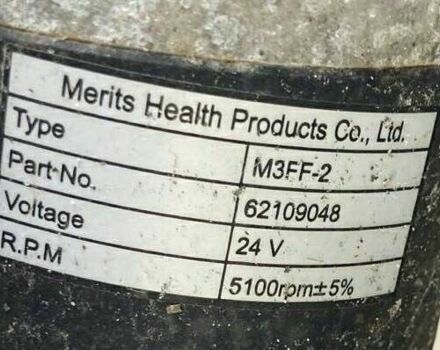 Merits Health Products Co., Ltd.
Type M3FF-2
Part-No. 62109048
Voltage 24 V
R.P.M 5100rpm±5%